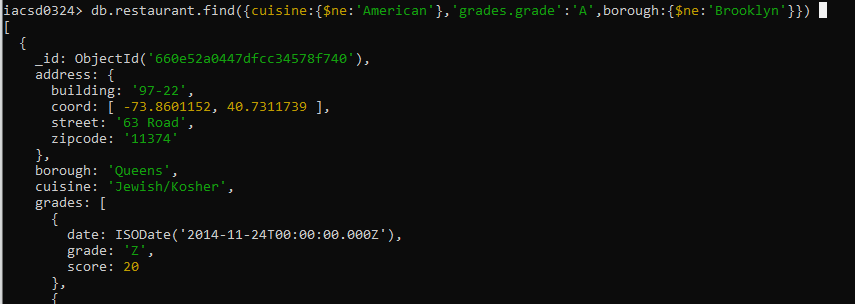 iacsd0324> db.restaurant.find({cuisine:{$ne:'American'},'grades.grade':'A',borough:{$ne:'Brooklyn'}})
[
  {
    _id: ObjectId('660e52a0447dfcc34578f740'),
    address: {
      building: '97-22',
      coord: [ -73.8601152, 40.7311739 ],
      street: '63 Road',
      zipcode: '11374'
    },
    borough: 'Queens',
    cuisine: 'Jewish/Kosher',
    grades: [
      {
        date: ISODate('2014-11-24T00:00:00.000Z'),
        grade: 'Z',
        score: 20
      },
      {